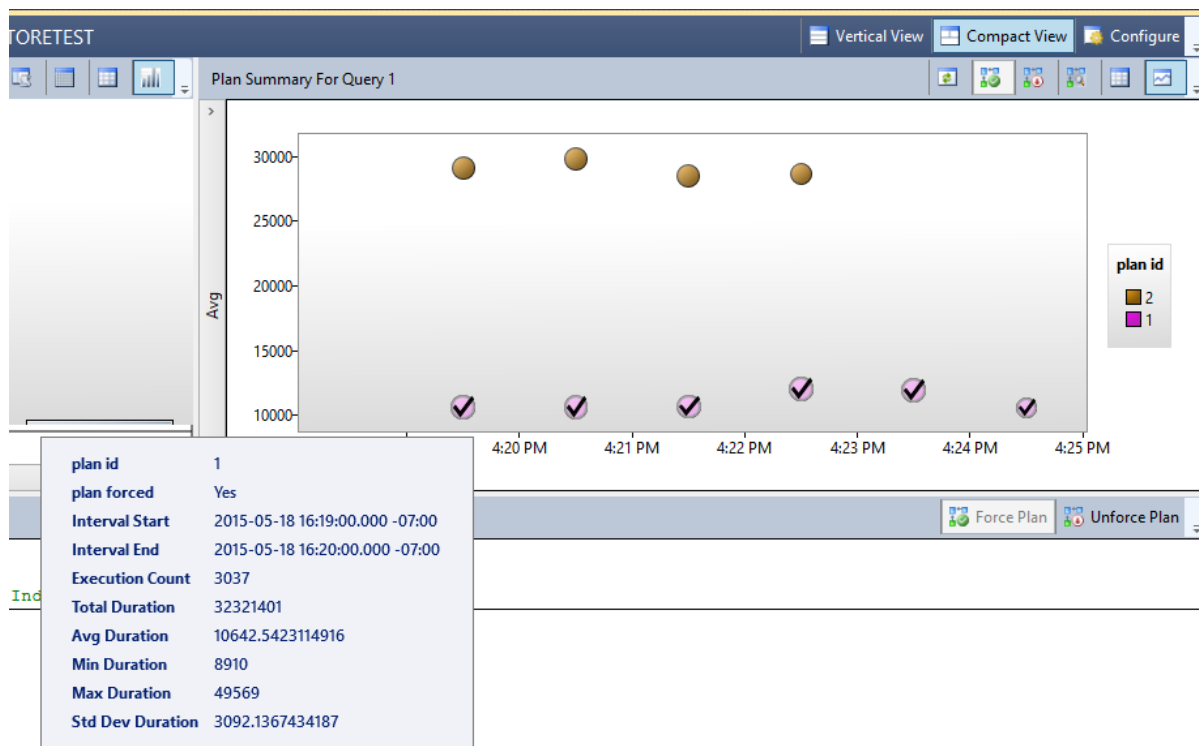 TORETEST
Vertical View
Compact View
Configure
Plan Summary For Query 1
Avg
30000
25000
20000
15000
10000
4:20 PM
4:21 PM
4:22 PM
4:23 PM
4:24 PM
4:25 PM
plan id
2
1
Force Plan
Unforce Plan
Ind
plan id 1
plan forced Yes
Interval Start 2015-05-18 16:19:00.000 -07:00
Interval End 2015-05-18 16:20:00.000 -07:00
Execution Count 3037
Total Duration 32321401
Avg Duration 10642.5423114916
Min Duration 8910
Max Duration 49569
Std Dev Duration 3092.1367434187